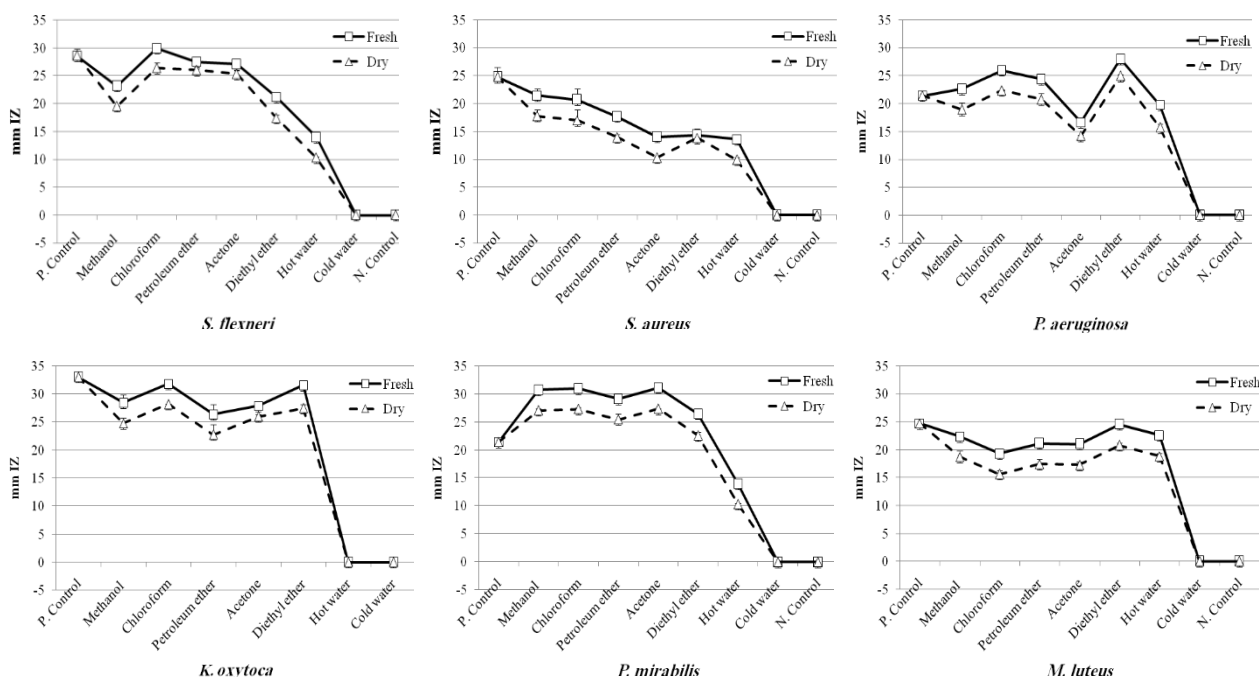 35
30
25
20
15
10
5
0
-5
mm IZ
Fresh
Dry
P. Control
Methanol
Chloroform
Petroleum ether
Acetone
Diethyl ether
Hot water
Cold water
N. Control
S. flexneri
35
30
25
20
15
10
5
0
-5
mm IZ
Fresh
Dry
P. Control
Methanol
Chloroform
Petroleum ether
Acetone
Diethyl ether
Hot water
Cold water
N. Control
S. aureus
35
30
25
20
15
10
5
0
-5
mm IZ
Fresh
Dry
P. Control
Methanol
Chloroform
Petroleum ether
Acetone
Diethyl ether
Hot water
Cold water
N. Control
P. aeruginosa
35
30
25
20
15
10
5
0
-5
mm IZ
Fresh
Dry
P. Control
Methanol
Chloroform
Petroleum ether
Acetone
Diethyl ether
Hot water
Cold water
K. oxytoca
35
30
25
20
15
10
5
0
-5
mm IZ
Fresh
Dry
P. Control
Methanol
Chloroform
Petroleum ether
Acetone
Diethyl ether
Hot water
Cold water
N. Control
P. mirabilis
35
30
25
20
15
10
5
0
-5
mm IZ
Fresh
Dry
P. Control
Methanol
Chloroform
Petroleum ether
Acetone
Diethyl ether
Hot water
Cold water
N. Control
M. luteus